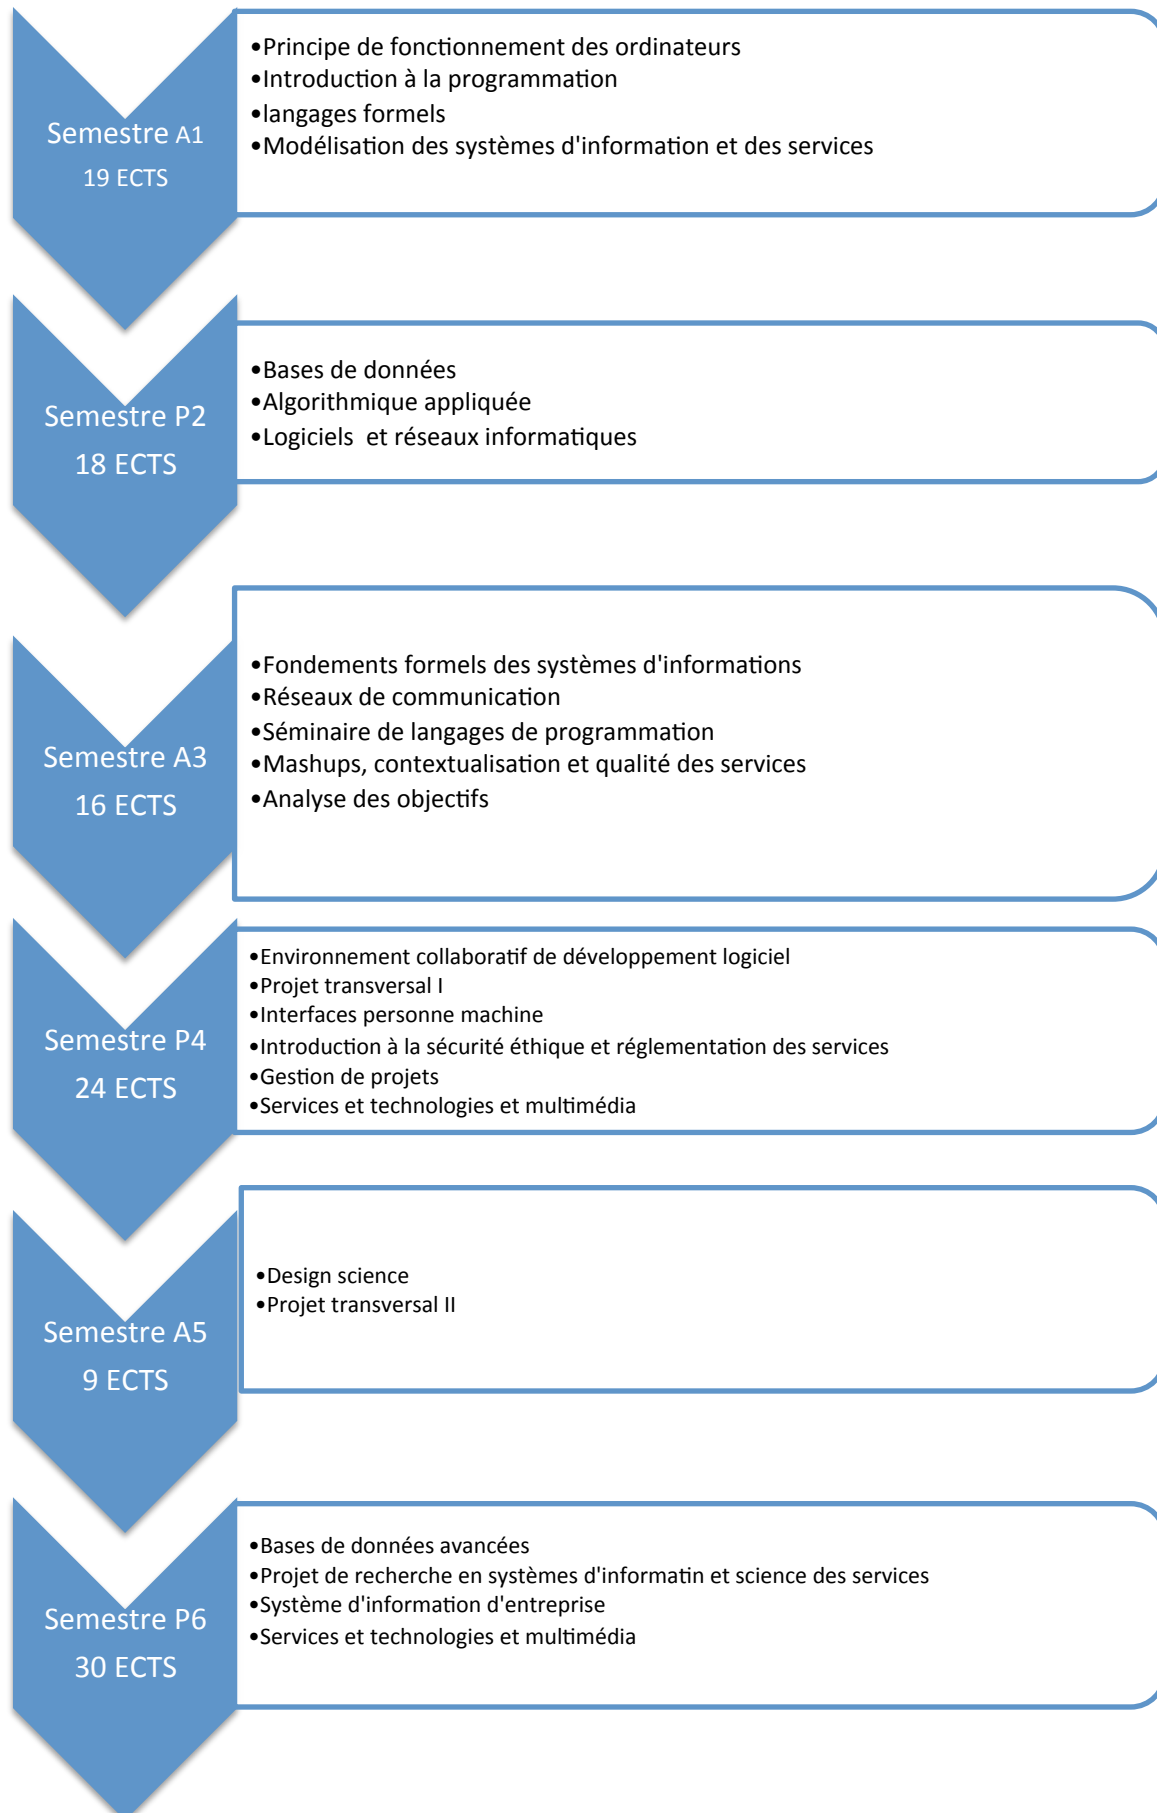 Semestre A1
19 ECTS
•Principe de fonctionnement des ordinateurs
•Introduction à la programmation
•langages formels
•Modélisation des systèmes d'information et des services
Semestre P2
18 ECTS
•Bases de données
•Algorithmique appliquée
•Logiciels  et réseaux informatiques
Semestre A3
16 ECTS
•Fondements formels des systèmes d'informations
•Réseaux de communication
•Séminaire de langages de programmation
•Mashups, contextualisation et qualité des services
•Analyse des objectifs
Semestre P4
24 ECTS
•Environnement collaboratif de développement logiciel
•Projet transversal I
•Interfaces personne machine
•Introduction à la sécurité éthique et réglementation des services
•Gestion de projets
•Services et technologies et multimédia
Semestre A5
9 ECTS
•Design science
•Projet transversal II
Semestre P6
30 ECTS
•Bases de données avancées
•Projet de recherche en systèmes d'informatin et science des services
•Système d'information d'entreprise
•Services et technologies et multimédia